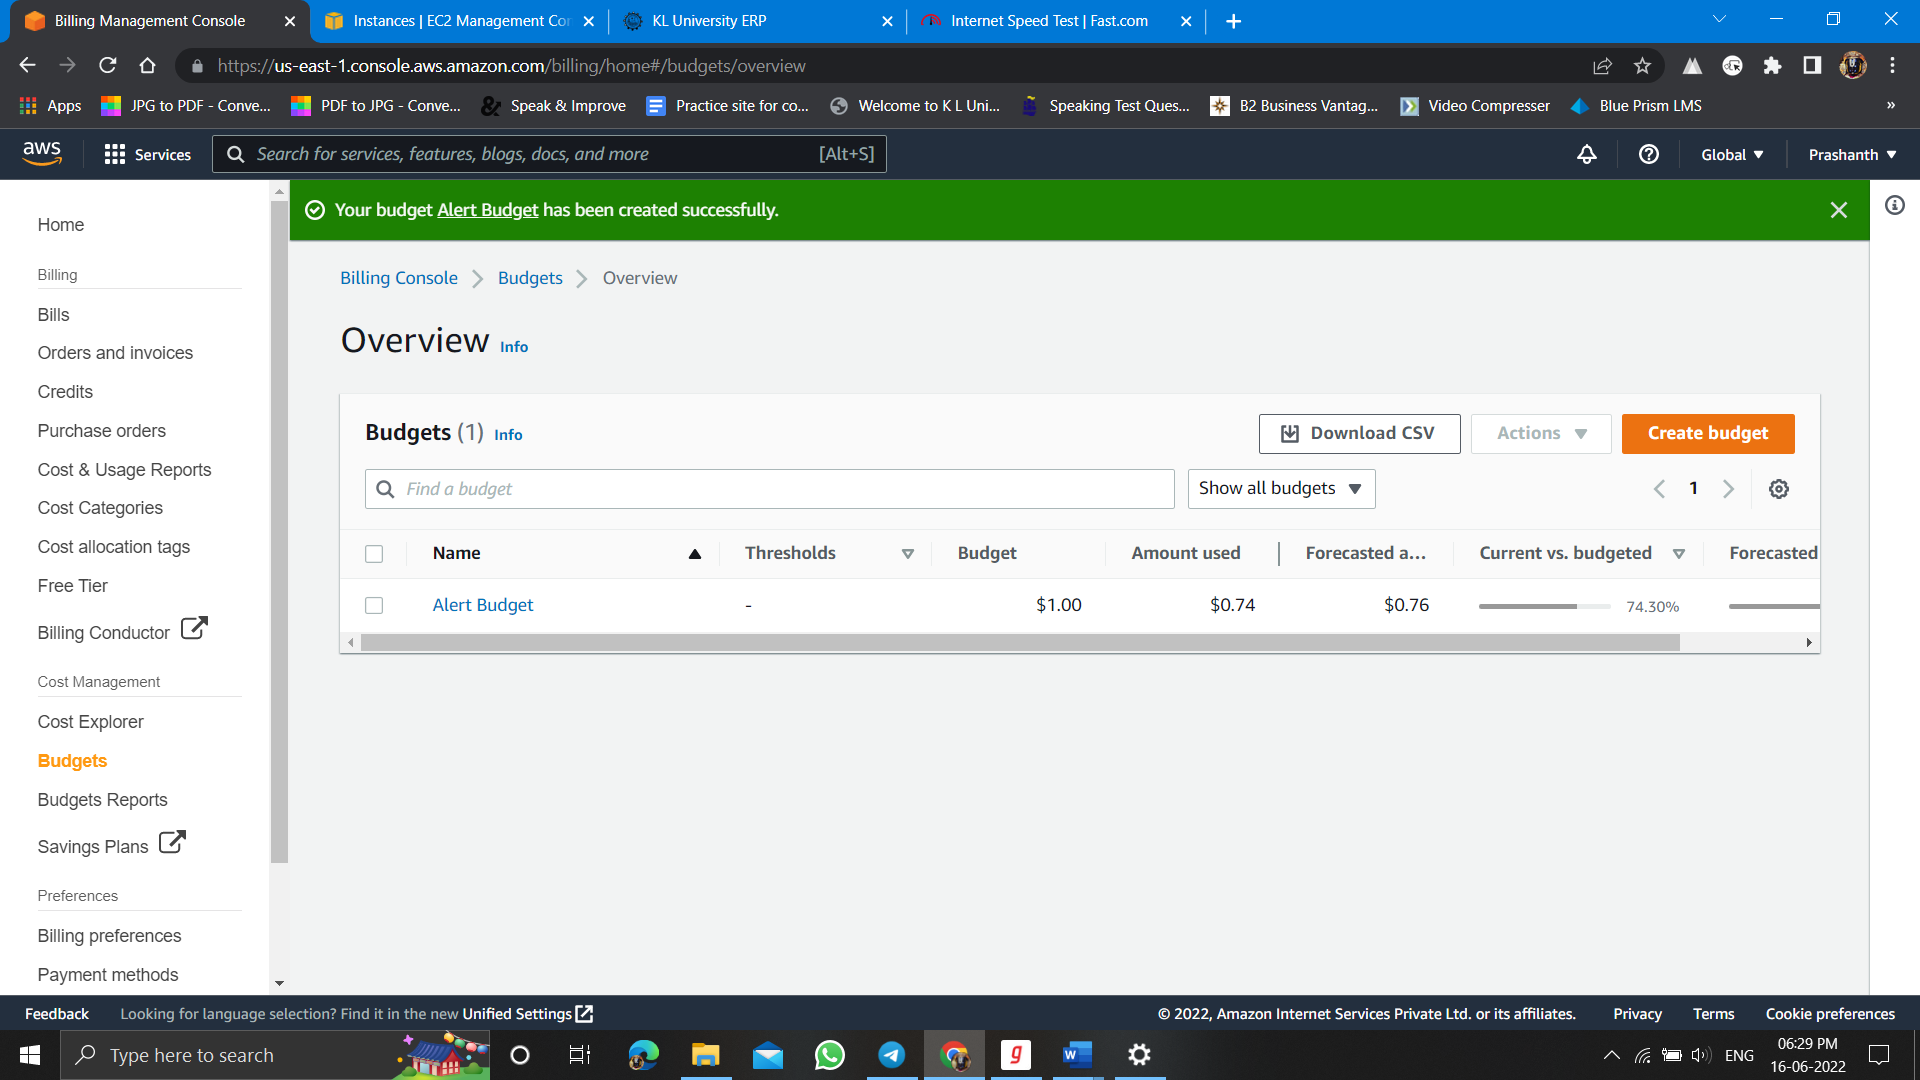 Billing Management Console
Instances | EC2 Management Con
KL University ERP
Internet Speed Test | Fast.com
https://us-east-1.console.aws.amazon.com/billing/home#/budgets/overview
Apps
JPG to PDF - Conve...
PDF to JPG - Conve...
Speak & Improve
Practice site for co...
Welcome to K L Uni...
Speaking Test Ques...
B2 Business Vantag...
Video Compresser
Blue Prism LMS
»
aws
Services
Search for services, features, blogs, docs, and more
[Alt+S]
Global
Prashanth
Home
Billing
Bills
Orders and invoices
Credits
Purchase orders
Cost & Usage Reports
Cost Categories
Cost allocation tags
Free Tier
Billing Conductor
Cost Management
Cost Explorer
Budgets
Budgets Reports
Savings Plans
Preferences
Billing preferences
Payment methods
Your budget Alert Budget has been created successfully.
Billing Console > Budgets > Overview
Overview Info
Budgets (1) Info
Download CSV
Actions
Create budget
Find a budget
Show all budgets
1
Name Thresholds Budget Amount used Forecasted a... Current vs. budgeted Forecasted
Alert Budget - $1.00 $0.74 $0.76 74.30%
Feedback
Looking for language selection? Find it in the new Unified Settings
© 2022, Amazon Internet Services Private Ltd. or its affiliates.
Privacy
Terms
Cookie preferences
Type here to search
g
W
ENG
06:29 PM
16-06-2022